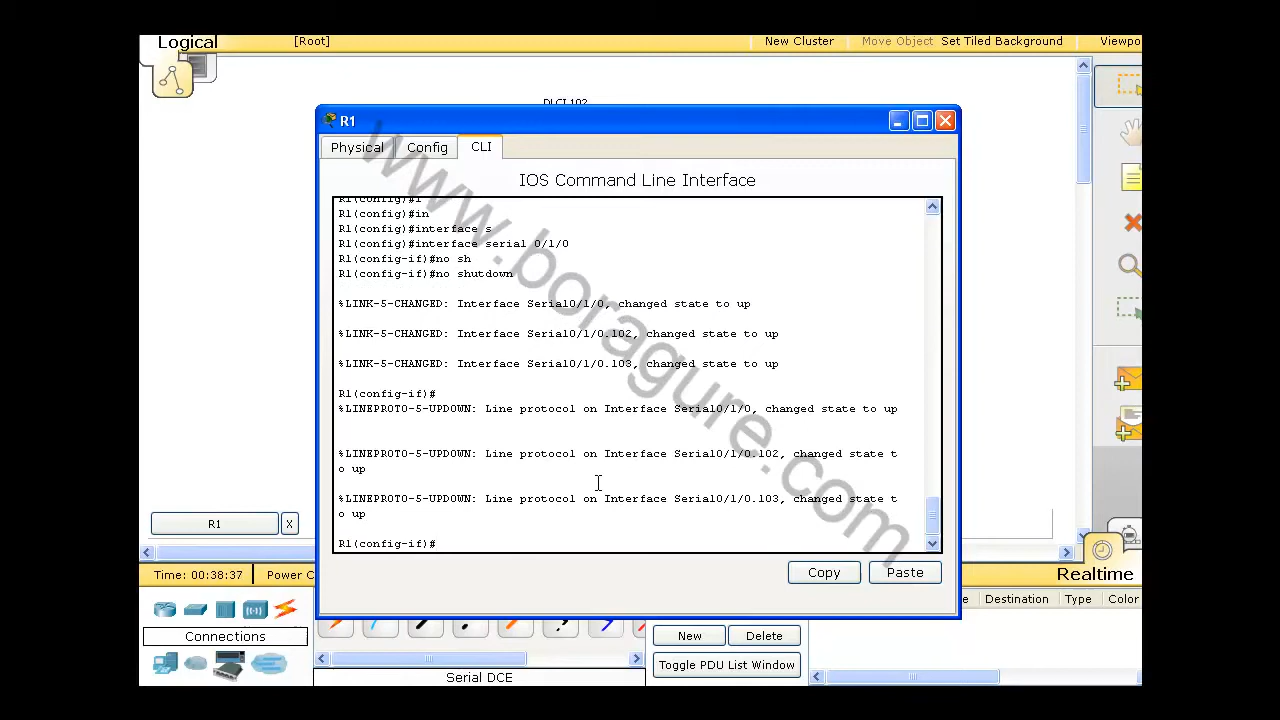 Logical
[Root]
New Cluster
Move Object
Set Tiled Background
Viewpo
DLCI 102
R1
Physical
Config
CLI
IOS Command Line Interface
R1(config)#i
R1(config)#in
R1(config)#interface s
R1(config)#interface serial 0/1/0
R1(config-if)#no sh
R1(config-if)#no shutdown
%LINK-5-CHANGED: Interface Serial0/1/0, changed state to up
%LINK-5-CHANGED: Interface Serial0/1/0.102, changed state to up
%LINK-5-CHANGED: Interface Serial0/1/0.103, changed state to up
R1(config-if)#
%LINEPROTO-5-UPDOWN: Line protocol on Interface Serial0/1/0, changed state to up
%LINEPROTO-5-UPDOWN: Line protocol on Interface Serial0/1/0.102, changed state t
o up
%LINEPROTO-5-UPDOWN: Line protocol on Interface Serial0/1/0.103, changed state t
o up
R1(config-if)#
www.boragure.com
Copy
Paste
R1
X
Time: 00:38:37
Power C
Realtime
e
Destination
Type
Color
Connections
New
Delete
Toggle PDU List Window
Serial DCE